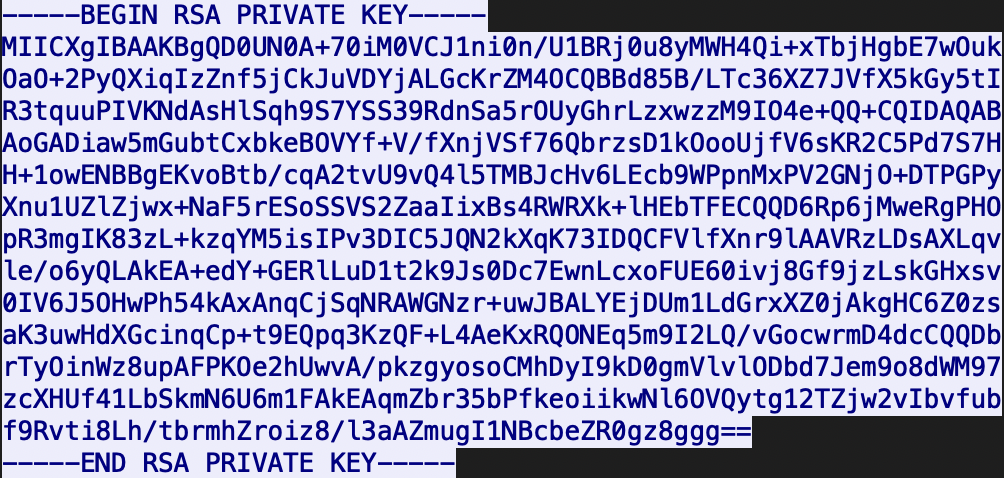 -----BEGIN RSA PRIVATE KEY-----
MIICXgIBAAKBgQD0UN0A+70iM0VCJ1ni0n/U1BRj0u8yMWH4Qi+xTbjHgbE7wOuk
OaO+2PyQXiqIzZnf5jCkJuVDYjALGcKrZM4OCQBBd85B/LTc36XZ7JVfX5kGy5tI
R3tquuPIVKNdAsHlSqh9S7YSS39RdnSa5rOUyGhrLzxwzzM9IO4e+QQ+CQIDAQAB
AoGADiaw5mGubtCxbkeBOVYf+V/fXnjVSf76QbrzsD1kOooUjfV6sKR2C5Pd7S7H
H+1owENBBgEKvoBtb/cqA2tvU9vQ4l5TMBJcHv6LEcb9WPpnMxPV2GNjO+DTPGPy
Xnu1UZlZjwx+NaF5rESoSSVS2ZaaIixBs4RWRXk+lHEbTFECQQD6Rp6jMweRgPHO
pR3mgIK83zL+kzqYM5isIPv3DIC5JQN2kXqK73IDQCFVlfXnr9lAAVRzLDsAXLqv
le/o6yQLAkEA+edY+GERlLuD1t2k9Js0Dc7EwnLcxoFUE60ivj8Gf9jzLskGHxsv
0IV6J5OHwPh54kAxAnqCjSqNRAWGNzr+uwJBALYEjDUm1LdGrxXZ0jAkgHC6Z0zs
aK3uwHdXGcinqCp+t9EQpq3KzQF+L4AeKxRQONEq5m9I2LQ/vGocwrmD4dcCQQDb
rTyOinWz8upAFPKOe2hUwvA/pkzgyosoCMhDyI9kD0gmVlvlODbd7Jem9o8dWM97
zcXHUf41LbSkmN6U6m1FAkEAqmZbr35bPfkeoiikwNl6OVQytg12TZjw2vIbvfub
f9Rvti8Lh/tbrmhZroiz8/l3aAZmugI1NBcbeZR0gz8ggg==
-----END RSA PRIVATE KEY-----